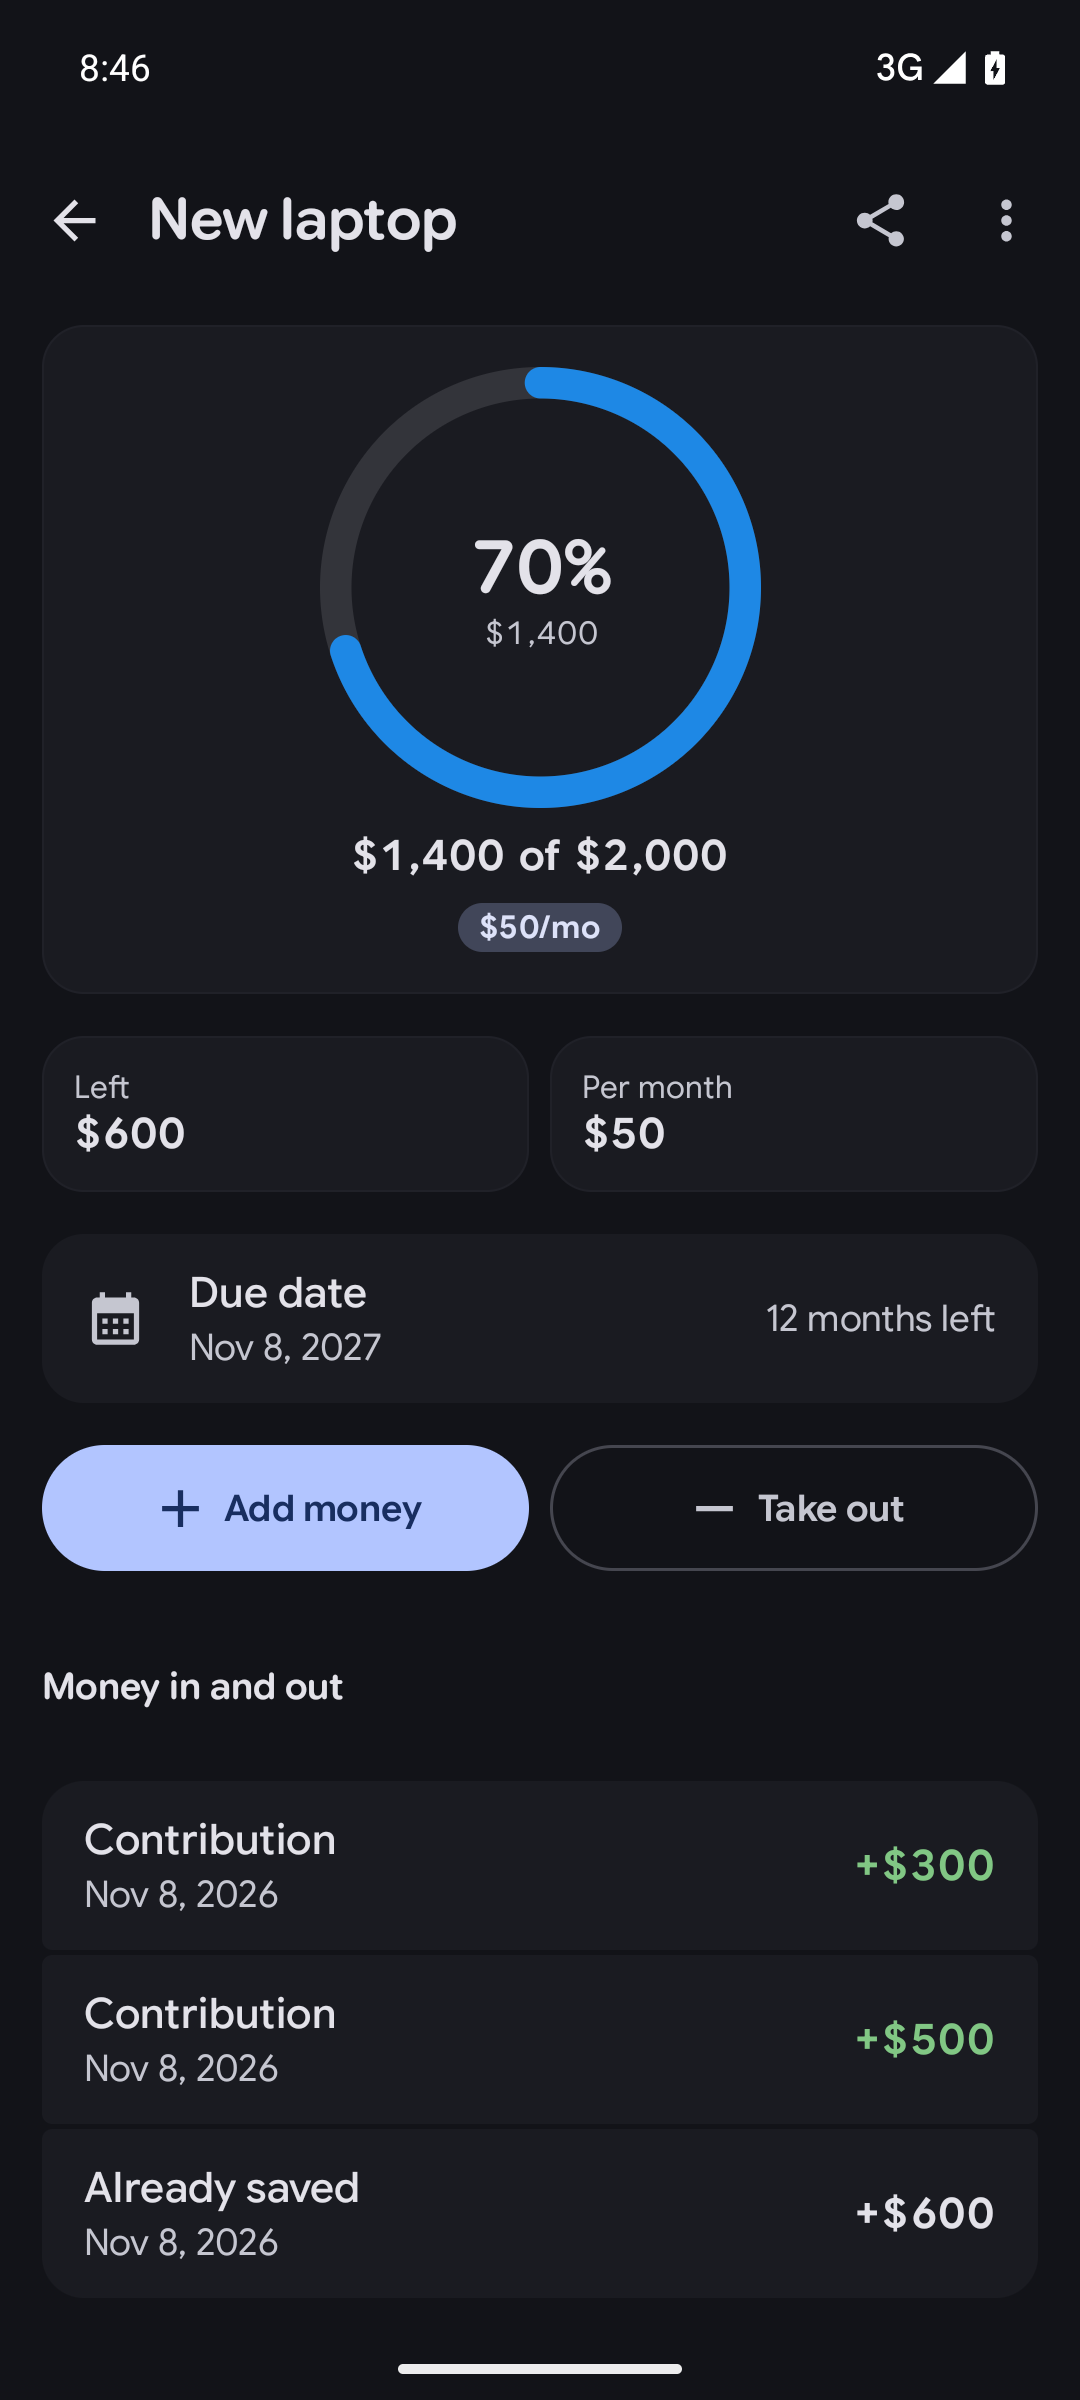 8:46
3G
New laptop
70%
$1,400
$1,400 of $2,000
$50/mo
Left
$600
Per month
$50
Due date
Nov 8, 2027
12 months left
Add money
Take out
Money in and out
Contribution
Nov 8, 2026
+$300
Contribution
Nov 8, 2026
+$500
Already saved
Nov 8, 2026
+$600